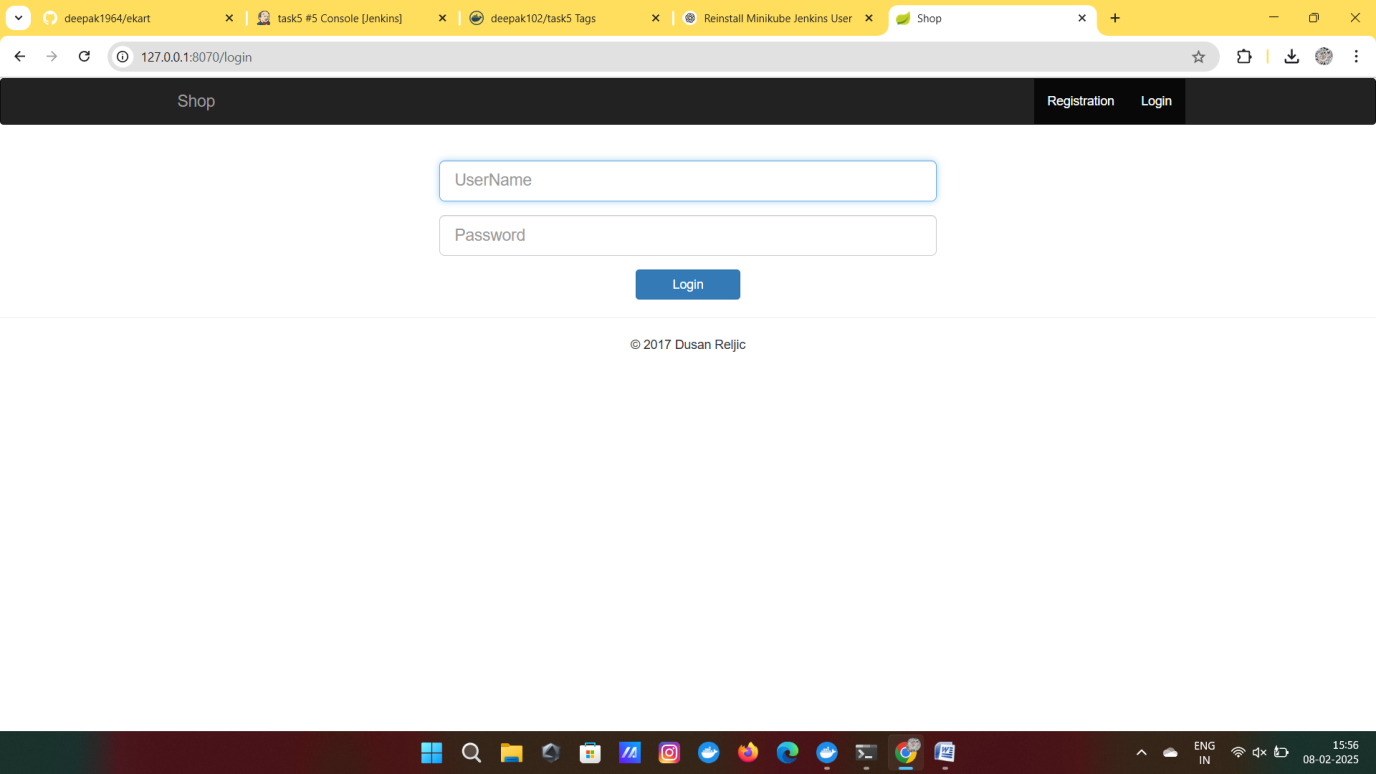 deepak1964/ekart
task5 #5 Console [Jenkins]
deepak102/task5 Tags
Reinstall Minikube Jenkins User
Shop
127.0.0.1:8070/login
Shop
Registration
Login
UserName
Password
Login
© 2017 Dusan Reljic
ENG
IN
15:56
08-02-2025